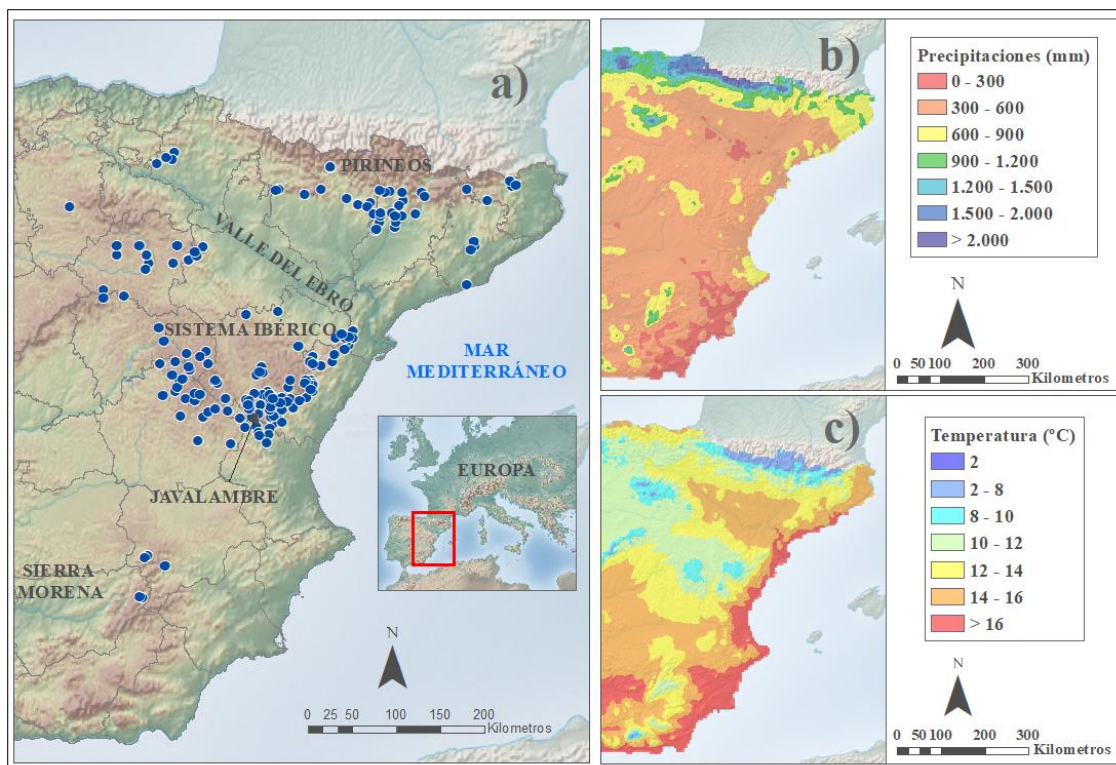 a)
PIRINEOS
VALLE DEL EBRO
SISTEMA IBÉRICO
MAR
MEDITERRÁNEO
JAVALAMBRE
SIERRA
MORENA
EUROPA
N
0 25 50 100 150 200
Kilometros
b)
Precipitaciones (mm)
0 - 300
300 - 600
600 - 900
900 - 1.200
1.200 - 1.500
1.500 - 2.000
> 2.000
N
0 50 100 200 300
Kilometros
c)
Temperatura (ºC)
2
2 - 8
8 - 10
10 - 12
12 - 14
14 - 16
> 16
N
0 50 100 200 300
Kilometros